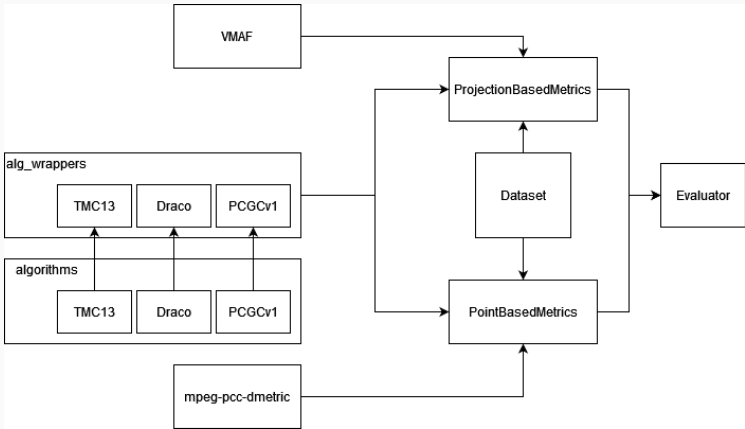 VMAF
ProjectionBasedMetrics
alg_wrappers
TMC13
Draco
PCGCv1
Dataset
Evaluator
algorithms
TMC13
Draco
PCGCv1
PointBasedMetrics
mpeg-pcc-dmetric